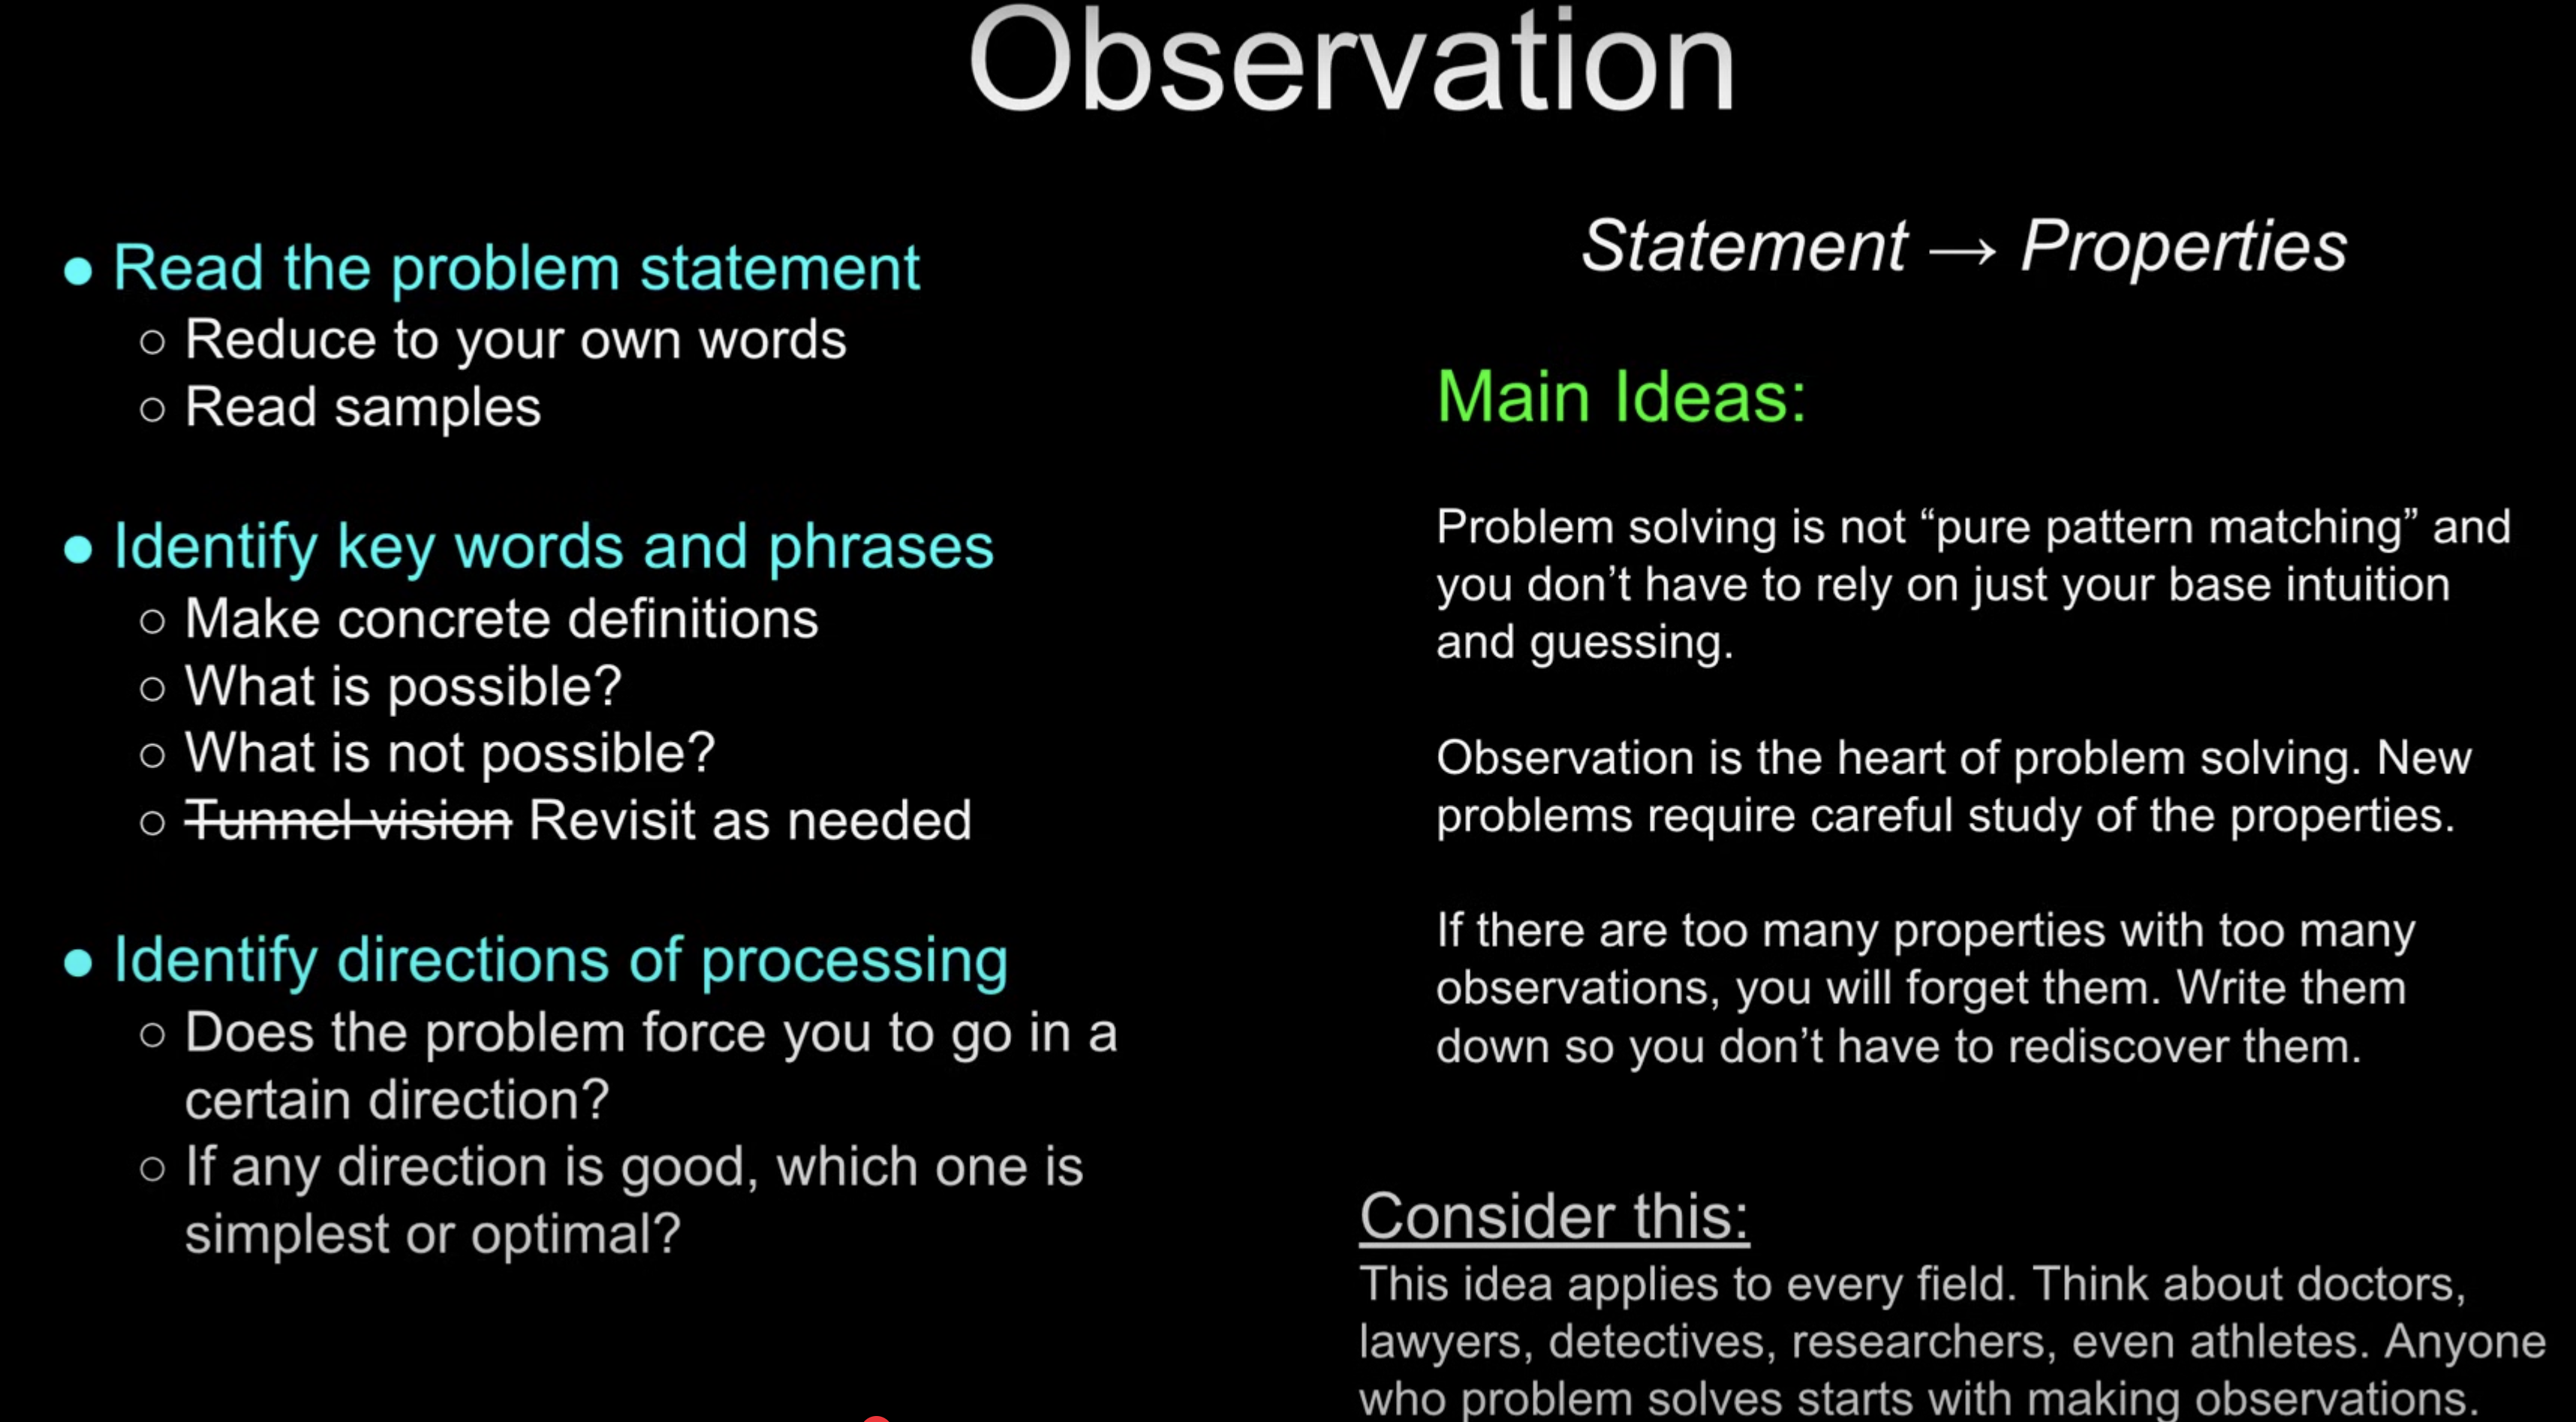 Observation
● Read the problem statement
○ Reduce to your own words
○ Read samples
● Identify key words and phrases
○ Make concrete definitions
○ What is possible?
○ What is not possible?
○ Tunnel vision Revisit as needed
● Identify directions of processing
○ Does the problem force you to go in a
certain direction?
○ If any direction is good, which one is
simplest or optimal?
Statement → Properties
Main Ideas:
Problem solving is not “pure pattern matching” and
you don’t have to rely on just your base intuition
and guessing.
Observation is the heart of problem solving. New
problems require careful study of the properties.
If there are too many properties with too many
observations, you will forget them. Write them
down so you don’t have to rediscover them.
Consider this:
This idea applies to every field. Think about doctors,
lawyers, detectives, researchers, even athletes. Anyone
who problem solves starts with making observations.